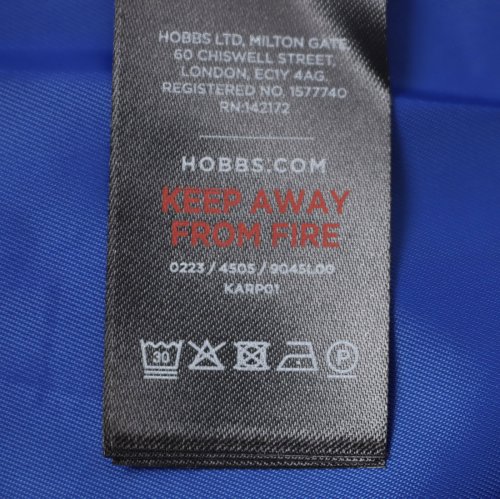 HOBBS LTD, MILTON GATE,
60 CHISWELL STREET,
LONDON, EC1Y 4AG.
REGISTERED NO. 1577740
RN:142172
HOBBS.COM
KEEP AWAY
FROM FIRE
0223 / 4505 / 9045L00
KARP01
30
P